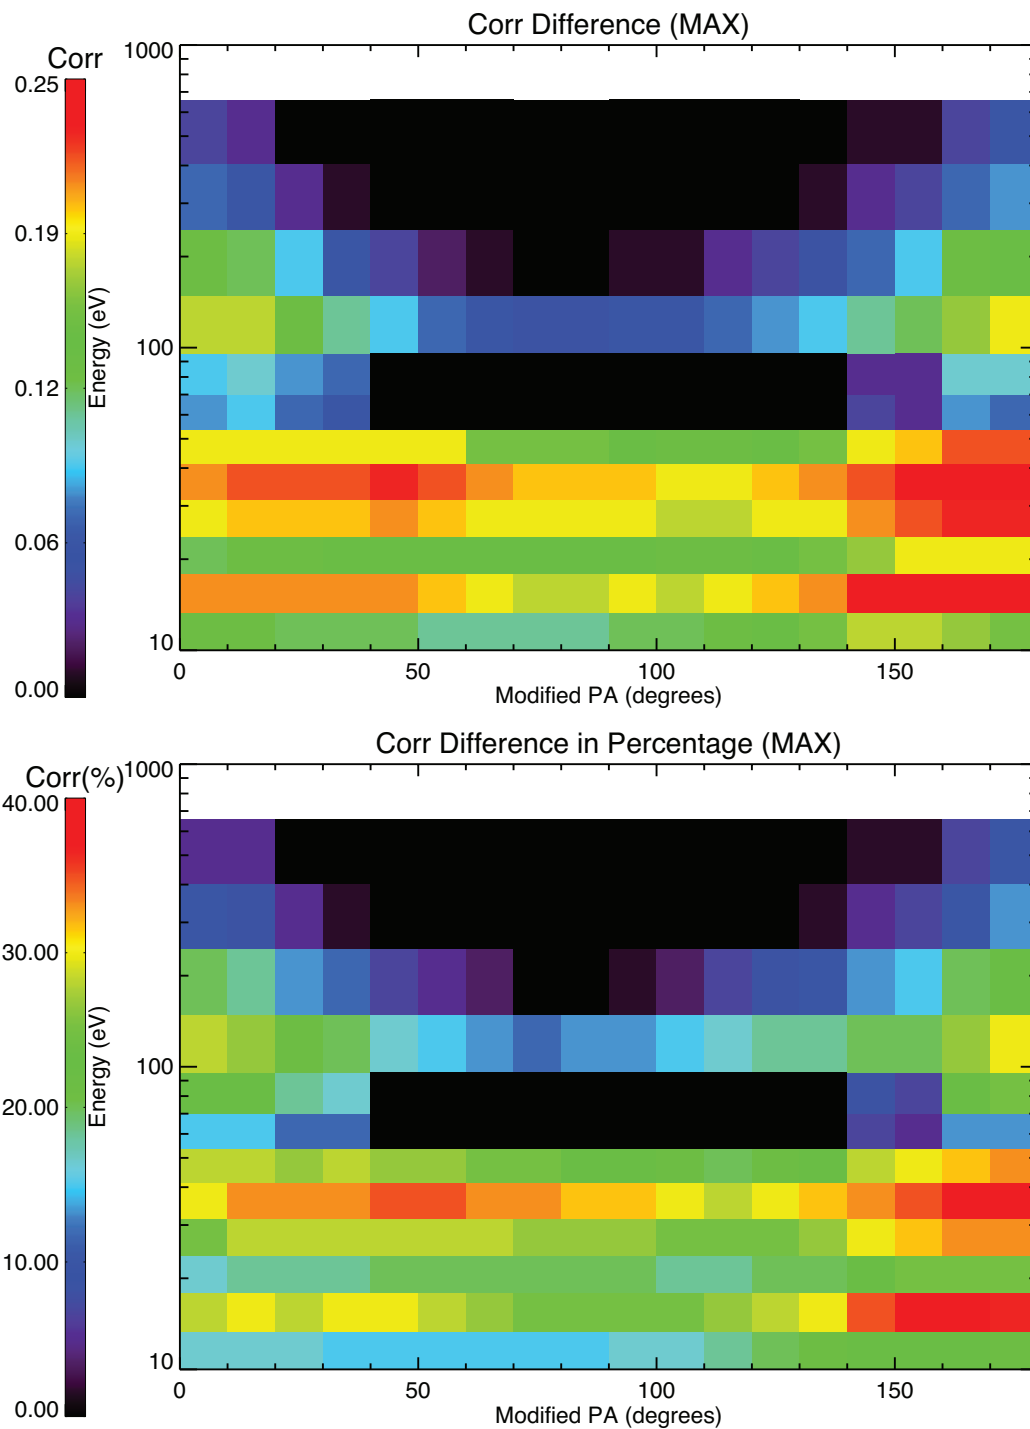 Corr Difference (MAX)
Corr
0.25
0.19
0.12
0.06
0.00
Energy (eV)
1000
100
10
0 50 100 150
Modified PA (degrees)
Corr Difference in Percentage (MAX)
Corr(%)
40.00
30.00
20.00
10.00
0.00
Energy (eV)
1000
100
10
0 50 100 150
Modified PA (degrees)